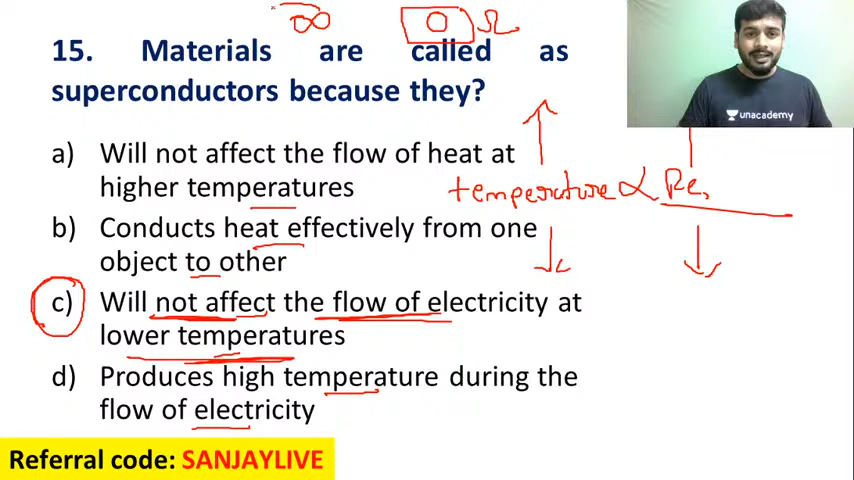 ∞ 0 Ω
15. Materials are called as
superconductors because they?
unacademy
a) Will not affect the flow of heat at
higher temperatures
temperature ∝ Re,
b) Conducts heat effectively from one
object to other
c) Will not affect the flow of electricity at
lower temperatures
d) Produces high temperature during the
flow of electricity
Referral code: SANJAYLIVE